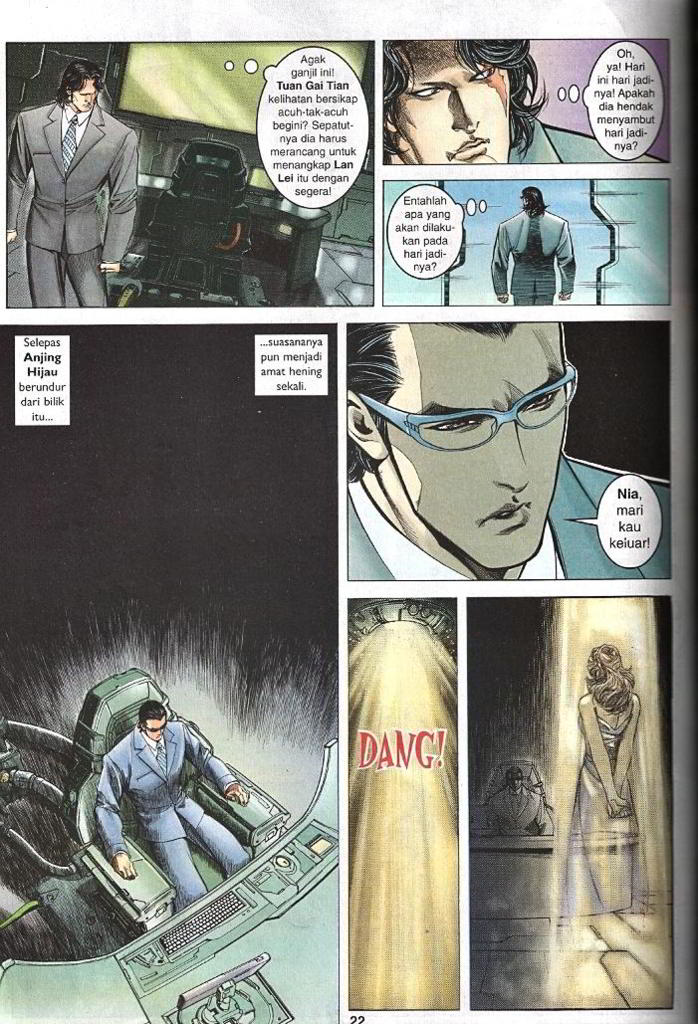 Agak
ganjil ini!
Tuan Gai Tian
kelihatan bersikap
acuh-tak-acuh
begini? Sepatut-
nya dia harus
merancang untuk
menangkap Lan
Lei itu dengan
segera!
Oh,
ya! Hari
ini hari jadi-
nya! Apakah
dia hendak
menyambut
hari jadi-
nya?
Entahlah
apa yang
akan dilaku-
kan pada
hari jadi-
nya?
Selepas
Anjing
Hijau
berundur
dari bilik
itu...
...suasananya
pun menjadi
amat hening
sekali.
Nia,
mari
kau
keluar!
DANG!
22